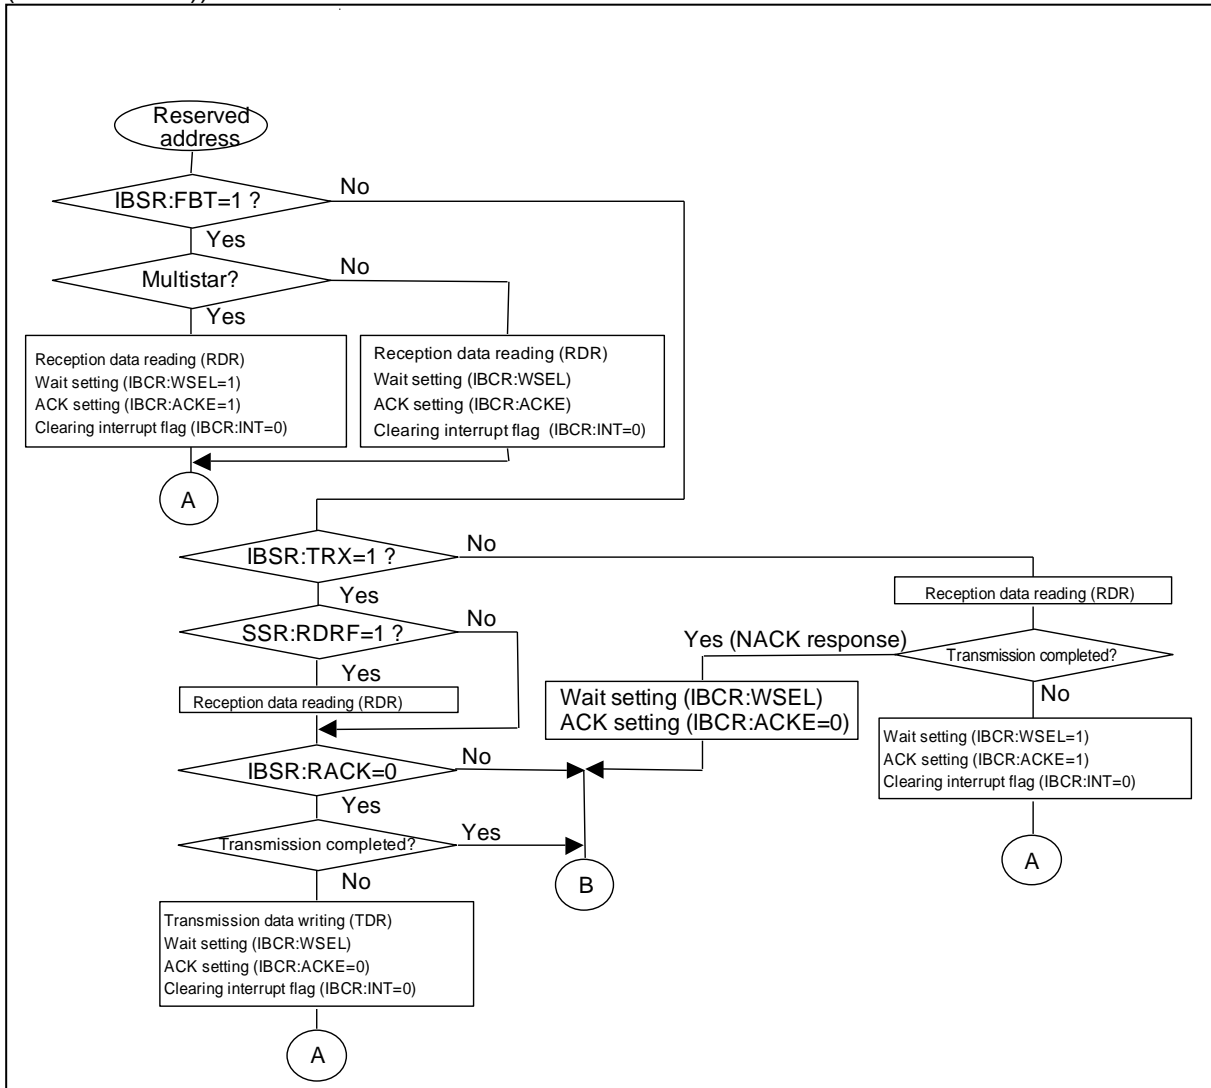 Reserved
address
IBSR:FBT=1 ?
No
Yes
Multistar?
No
Yes
Reception data reading (RDR)
Wait setting (IBCR:WSEL=1)
ACK setting (IBCR:ACKE=1)
Clearing interrupt flag (IBCR:INT=0)
Reception data reading (RDR)
Wait setting (IBCR:WSEL)
ACK setting (IBCR:ACKE)
Clearing interrupt flag (IBCR:INT=0)
A
IBSR:TRX=1 ?
No
Yes
Reception data reading (RDR)
SSR:RDRF=1 ?
No
Yes
Yes (NACK response)
Transmission completed?
No
Reception data reading (RDR)
Wait setting (IBCR:WSEL)
ACK setting (IBCR:ACKE=0)
Wait setting (IBCR:WSEL=1)
ACK setting (IBCR:ACKE=1)
Clearing interrupt flag (IBCR:INT=0)
IBSR:RACK=0
No
Yes
Transmission completed?
Yes
No
B
A
Transmission data writing (TDR)
Wait setting (IBCR:WSEL)
ACK setting (IBCR:ACKE=0)
Clearing interrupt flag (IBCR:INT=0)
A